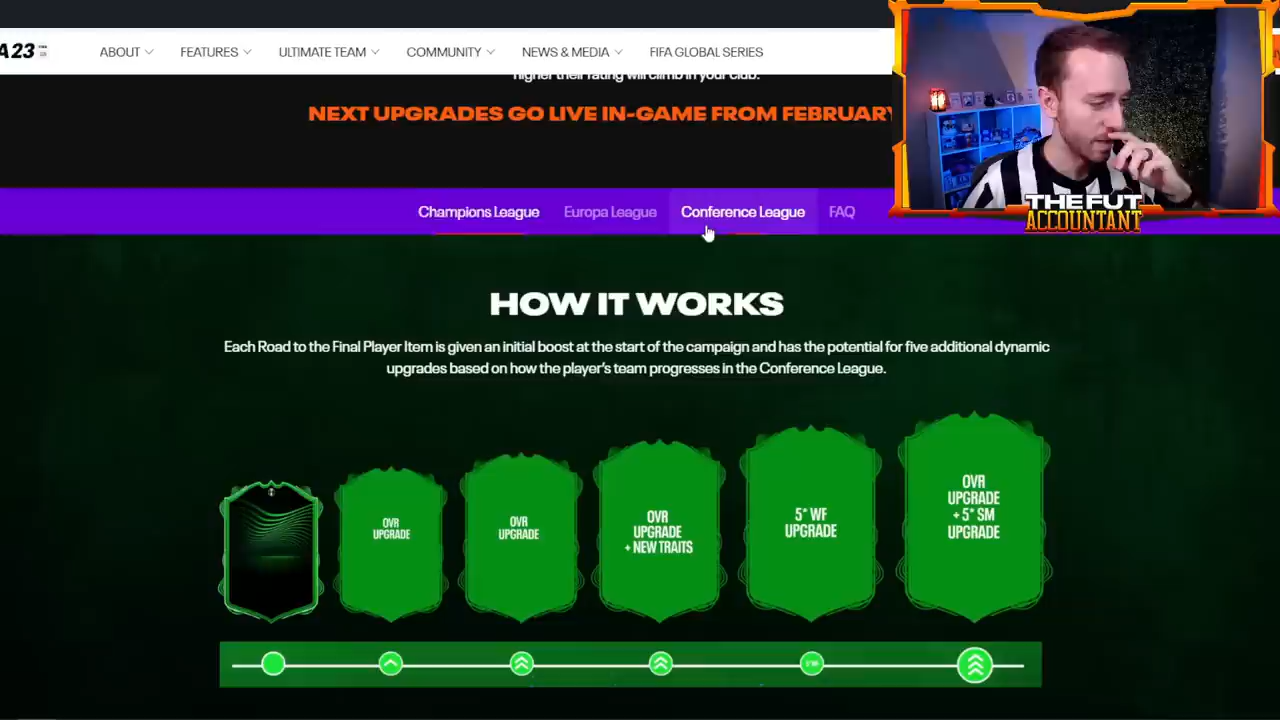 A 23
ABOUT
FEATURES
ULTIMATE TEAM
COMMUNITY
NEWS & MEDIA
FIFA GLOBAL SERIES
higher their rating will climb in your club.
NEXT UPGRADES GO LIVE IN-GAME FROM FEBRUARY
THE FUT
ACCOUNTANT
Champions League
Europa League
Conference League
FAQ
HOW IT WORKS
Each Road to the Final Player Item is given an initial boost at the start of the campaign and has the potential for five additional dynamic
upgrades based on how the player's team progresses in the Conference League.
OVR
UPGRADE
OVR
UPGRADE
OVR
UPGRADE
+ NEW TRAITS
5* WF
UPGRADE
OVR
UPGRADE
+ 5* SM
UPGRADE